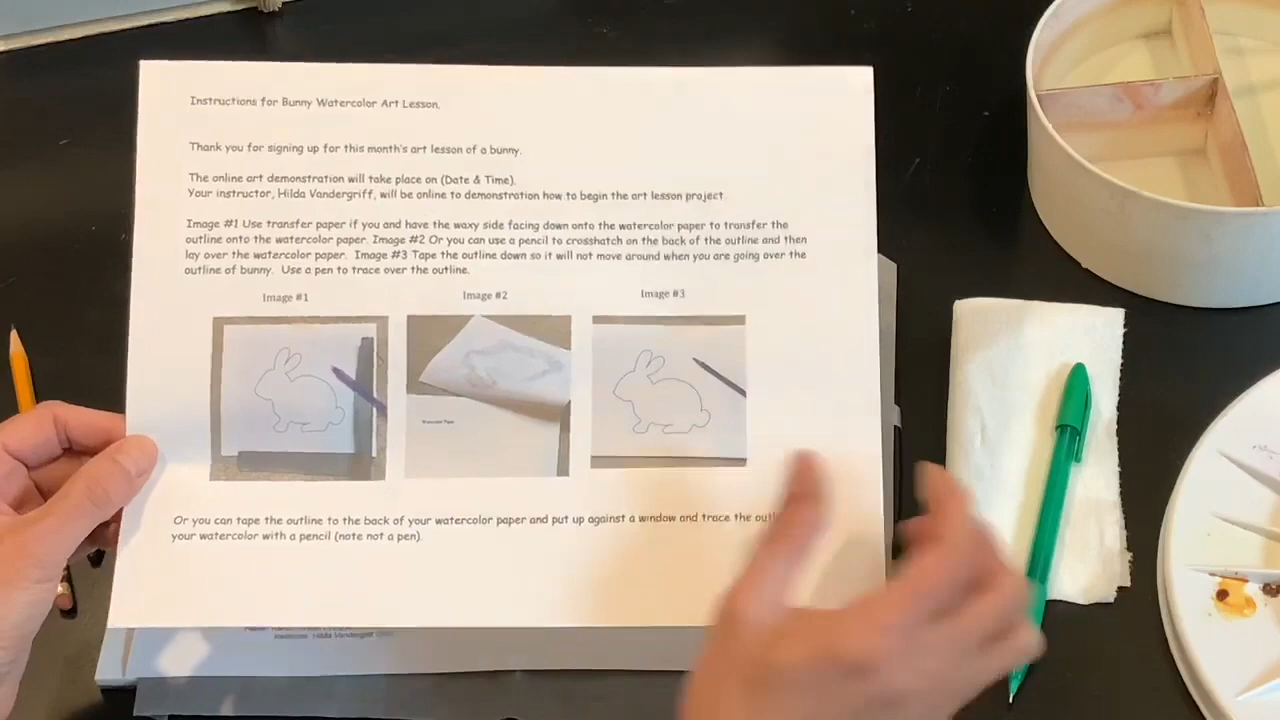 Instructions for Bunny Watercolor Art Lesson.
Thank you for signing up for this month's art lesson of a bunny.
The online art demonstration will take place on (Date & Time).
Your instructor, Hilda Vandergriff, will be online to demonstration how to begin the art lesson project.
Image #1 Use transfer paper if you and have the waxy side facing down onto the watercolor paper to transfer the
outline onto the watercolor paper. Image #2 Or you can use a pencil to crosshatch on the back of the outline and then
lay over the watercolor paper. Image #3 Tape the outline down so it will not move around when you are going over the
outline of bunny. Use a pen to trace over the outline.
Image #1 Image #2 Image #3
Watercolor Paper
Or you can tape the outline to the back of your watercolor paper and put up against a window and trace the
your watercolor with a pencil (note not a pen).
Hilda Vandergriff